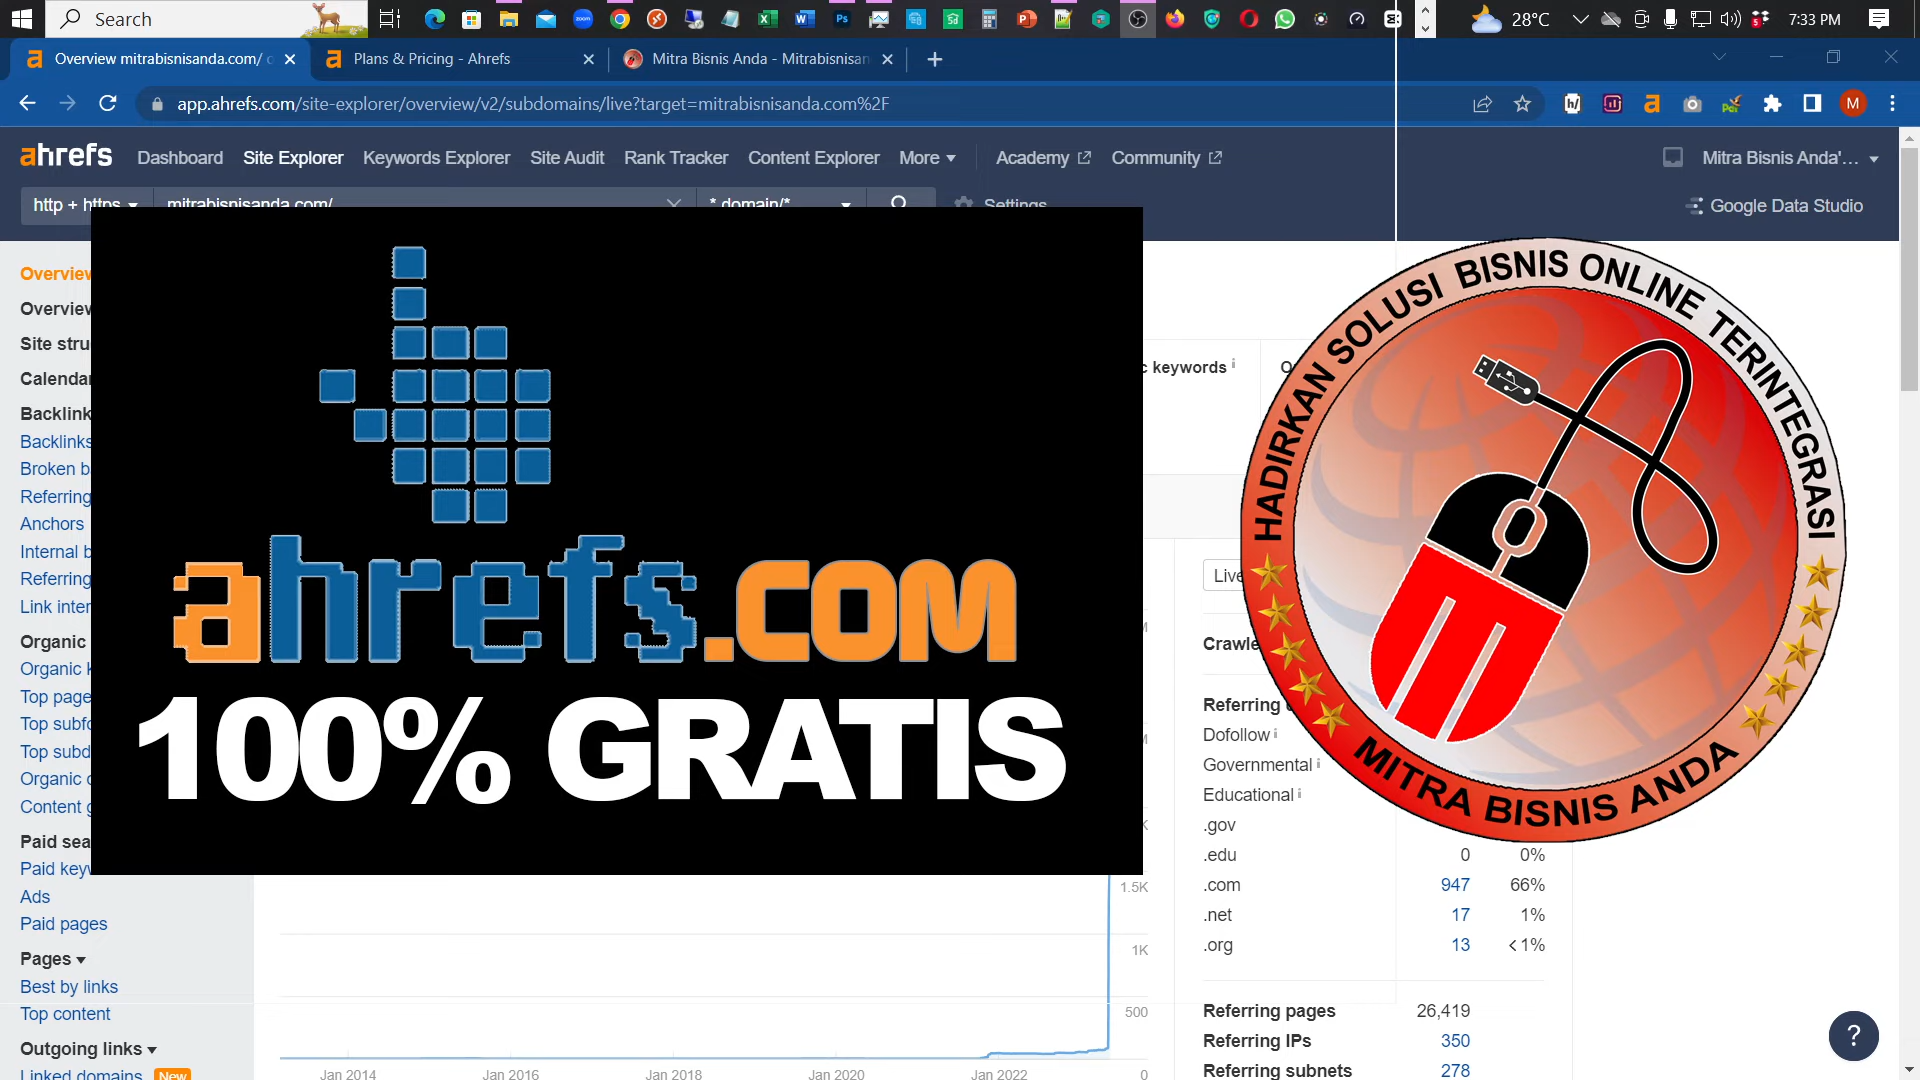 Search
28°C
7:33 PM
Overview mitrabisnisanda.com/
Plans & Pricing - Ahrefs
Mitra Bisnis Anda - Mitrabisnisan
app.ahrefs.com/site-explorer/overview/v2/subdomains/live?target=mitrabisnisanda.com%2F
M
ahrefs
Dashboard
Site Explorer
Keywords Explorer
Site Audit
Rank Tracker
Content Explorer
More
Academy
Community
Mitra Bisnis Anda'...
http + https
mitrabisnisanda.com/
*.domain/*
Settings
Google Data Studio
Overview
Overview
Site stru
Calendar
Backlink
Backlinks
Broken b
Referring
Anchors
Internal b
Referring
Link inter
Organic
Organic k
Top page
Top subfo
Top subd
Organic c
Content g
Paid sea
Paid keyw
Ads
Paid pages
Pages
Best by links
Top content
Outgoing links
Linked domains New
ahrefs.COM
100% GRATIS
c keywords
O
HADIRKAN SOLUSI BISNIS ONLINE TERINTEGRASI
MITRA BISNIS ANDA
Live
Crawle
Referring
Dofollow
Governmental
Educational
.gov
.edu 0 0%
.com 947 66%
.net 17 1%
.org 13 <1%
Referring pages 26,419
Referring IPs 350
Referring subnets 278
1.5K
1K
500
0
Jan 2014
Jan 2016
Jan 2018
Jan 2020
Jan 2022
?